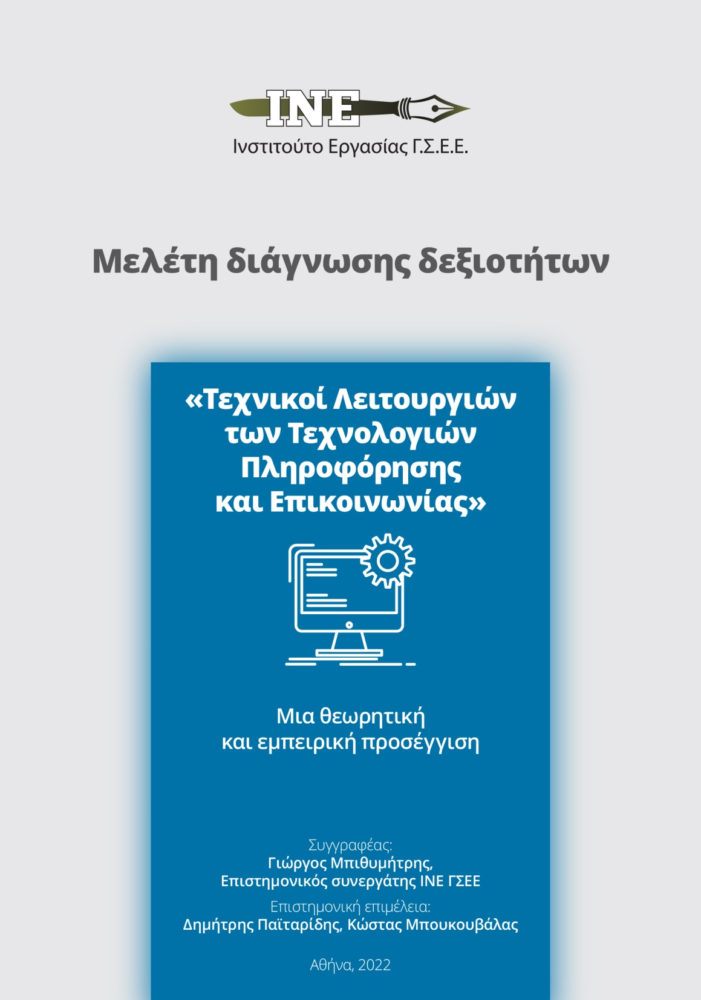 ΙΝΕ
Ινστιτούτο Εργασίας Γ.Σ.Ε.Ε.
Μελέτη διάγνωσης δεξιοτήτων
«Τεχνικοί Λειτουργιών
των Τεχνολογιών
Πληροφόρησης
και Επικοινωνίας»
Μια θεωρητική
και εμπειρική προσέγγιση
Συγγραφέας:
Γιώργος Μπιθυμήτρης,
Επιστημονικός συνεργάτης ΙΝΕ ΓΣΕΕ
Επιστημονική επιμέλεια:
Δημήτρης Παϊταρίδης, Κώστας Μπουκουβάλας
Αθήνα, 2022